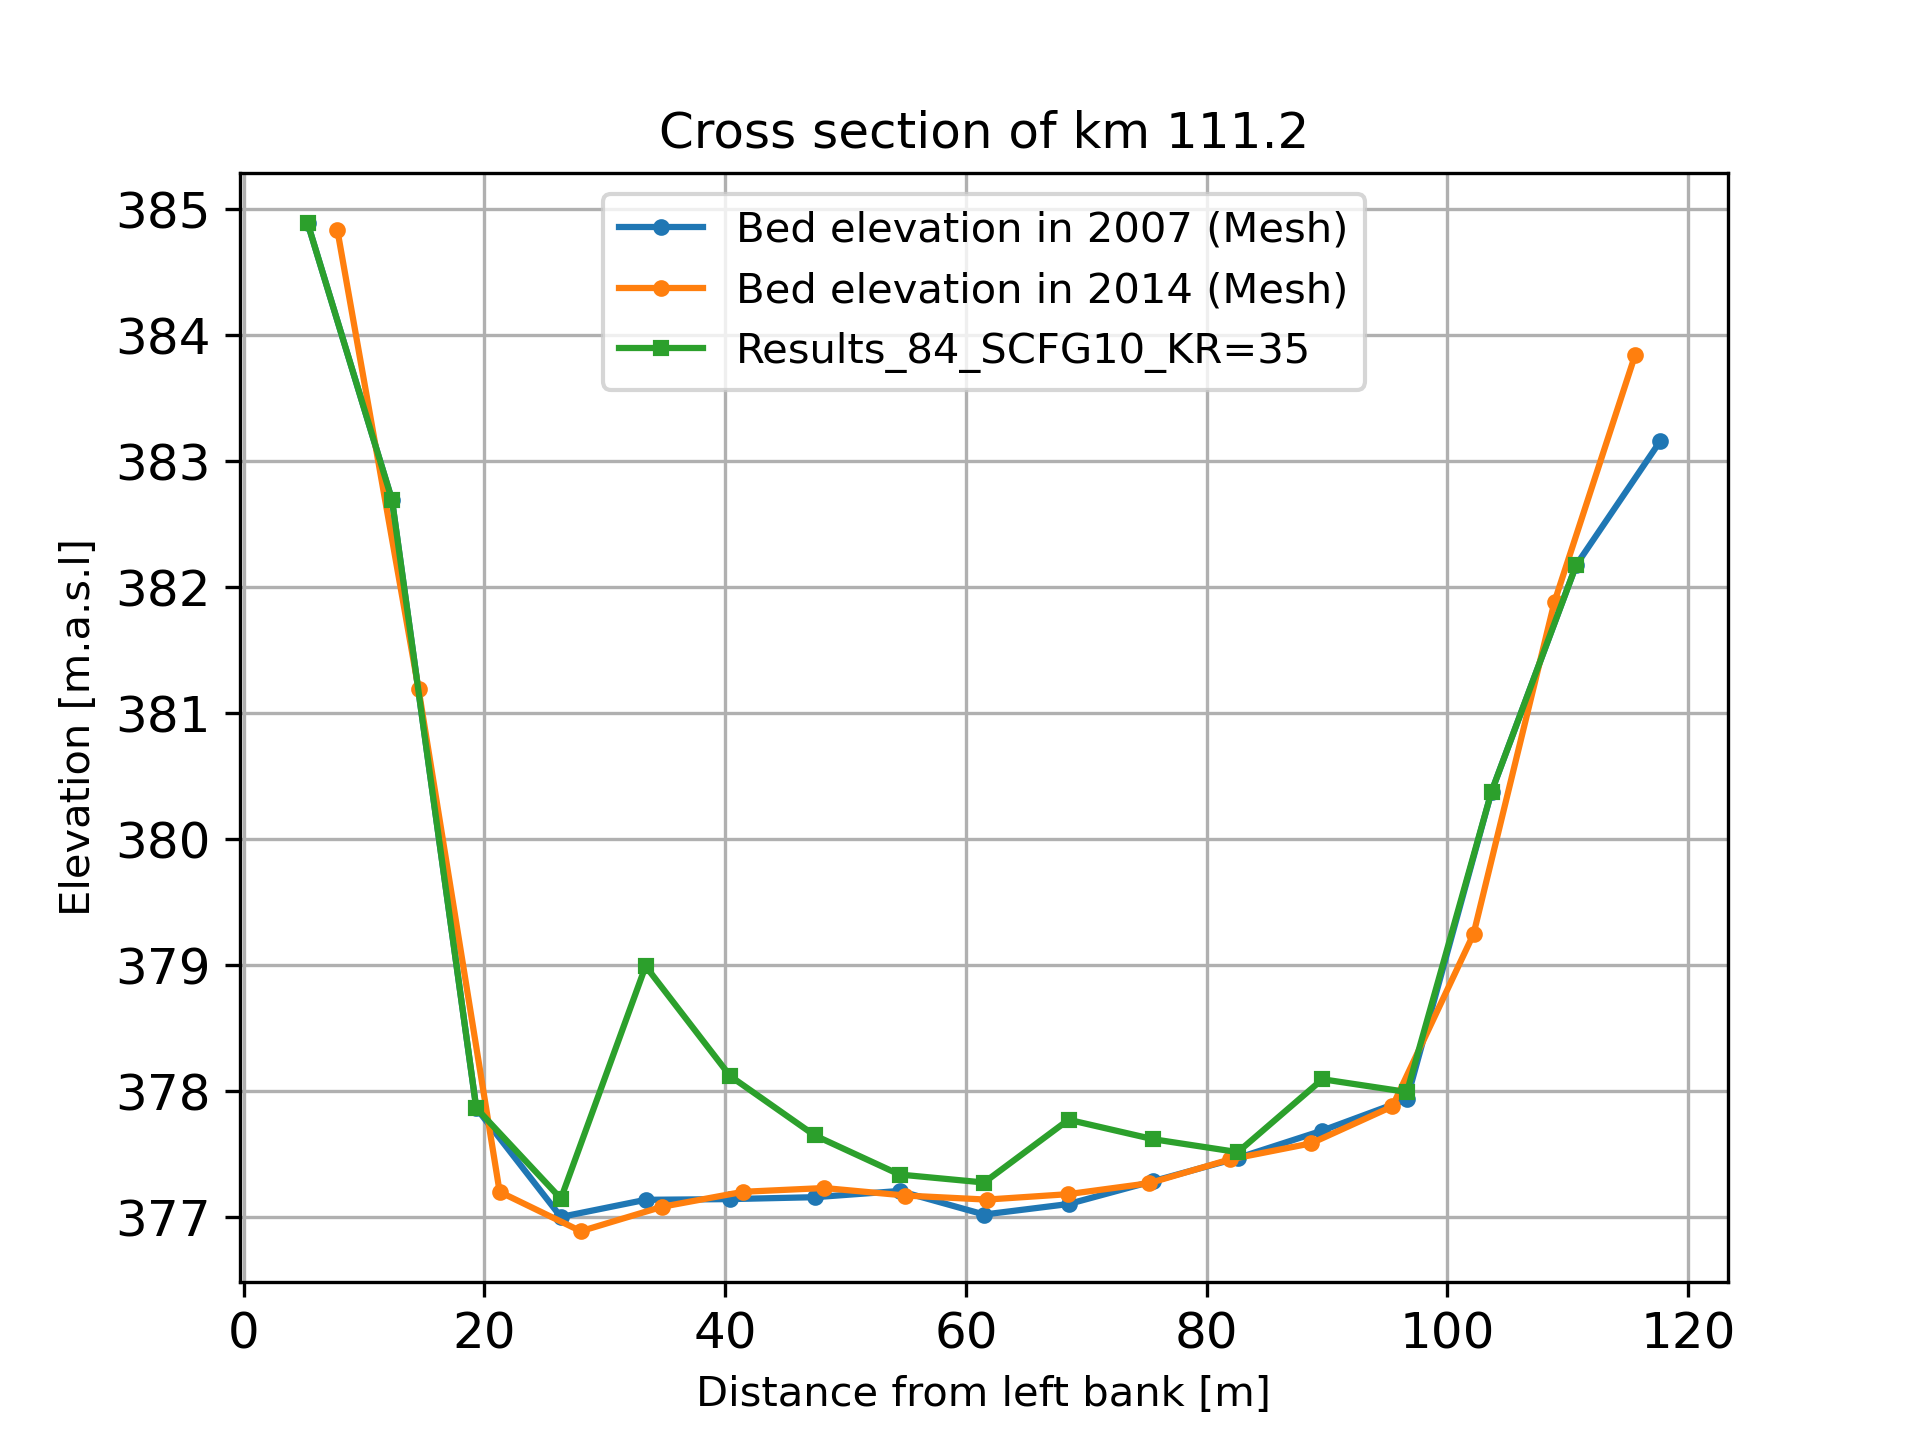 Cross section of km 111.2
Bed elevation in 2007 (Mesh)
Bed elevation in 2014 (Mesh)
Results_84_SCFG10_KR=35
385
384
383
382
381
380
379
378
377
Elevation [m.a.s.l]
0 20 40 60 80 100 120
Distance from left bank [m]